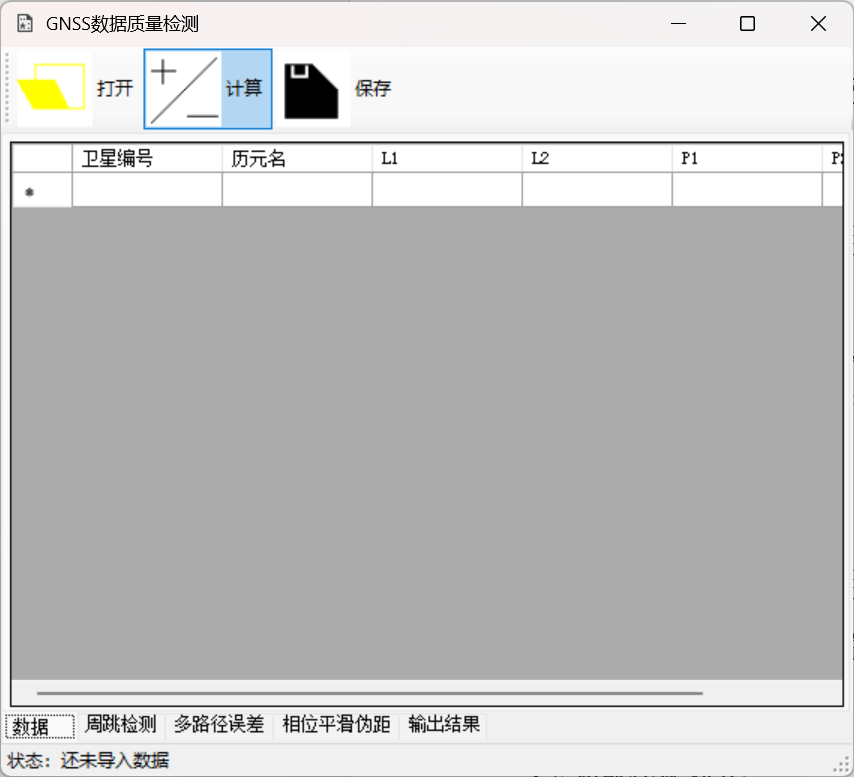 GNSS数据质量检测
打开 计算 保存
卫星编号 历元名 L1 L2 P1
数据 周跳检测 多路径误差 相位平滑伪距 输出结果
状态：还未导入数据